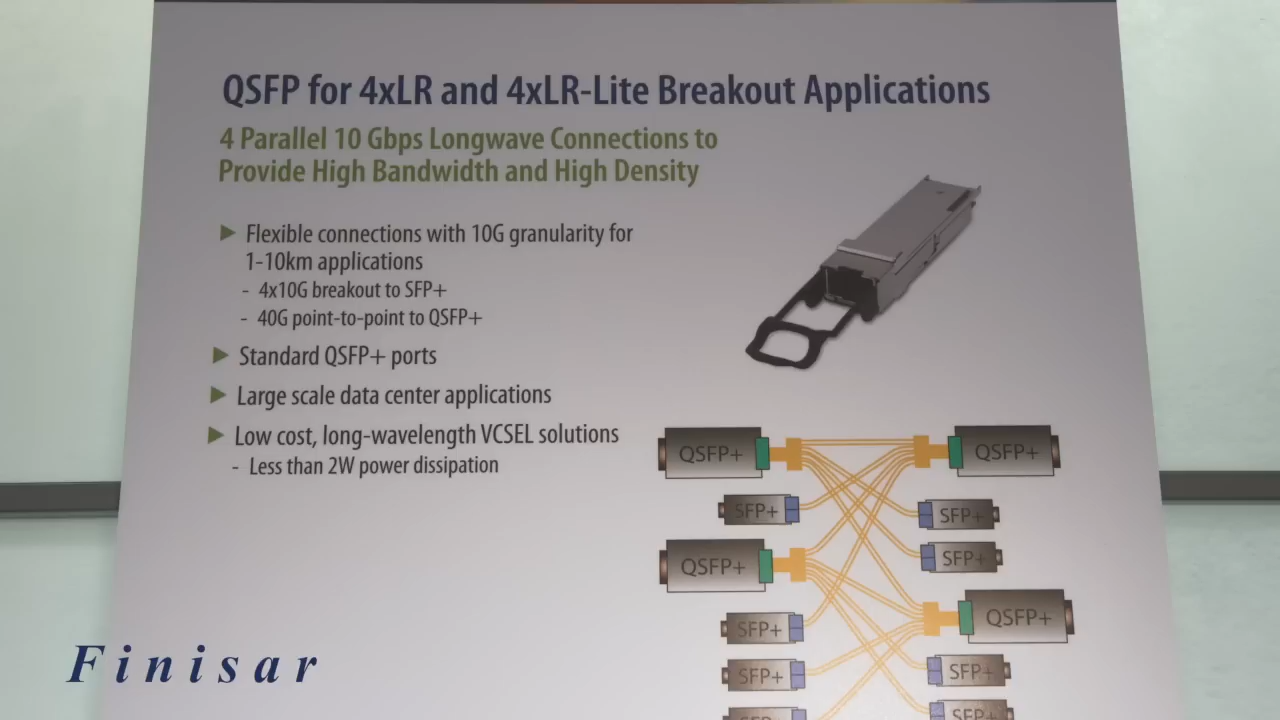 QSFP for 4xLR and 4xLR-Lite Breakout Applications
4 Parallel 10 Gbps Longwave Connections to
Provide High Bandwidth and High Density
Flexible connections with 10G granularity for
1-10km applications
- 4x10G breakout to SFP+
- 40G point-to-point to QSFP+
Standard QSFP+ ports
Large scale data center applications
Low cost, long-wavelength VCSEL solutions
- Less than 2W power dissipation
QSFP+
QSFP+
SFP+
SFP+
SFP+
QSFP+
QSFP+
SFP+
SFP+
SFP+
SFP+
SFP+
Finisar